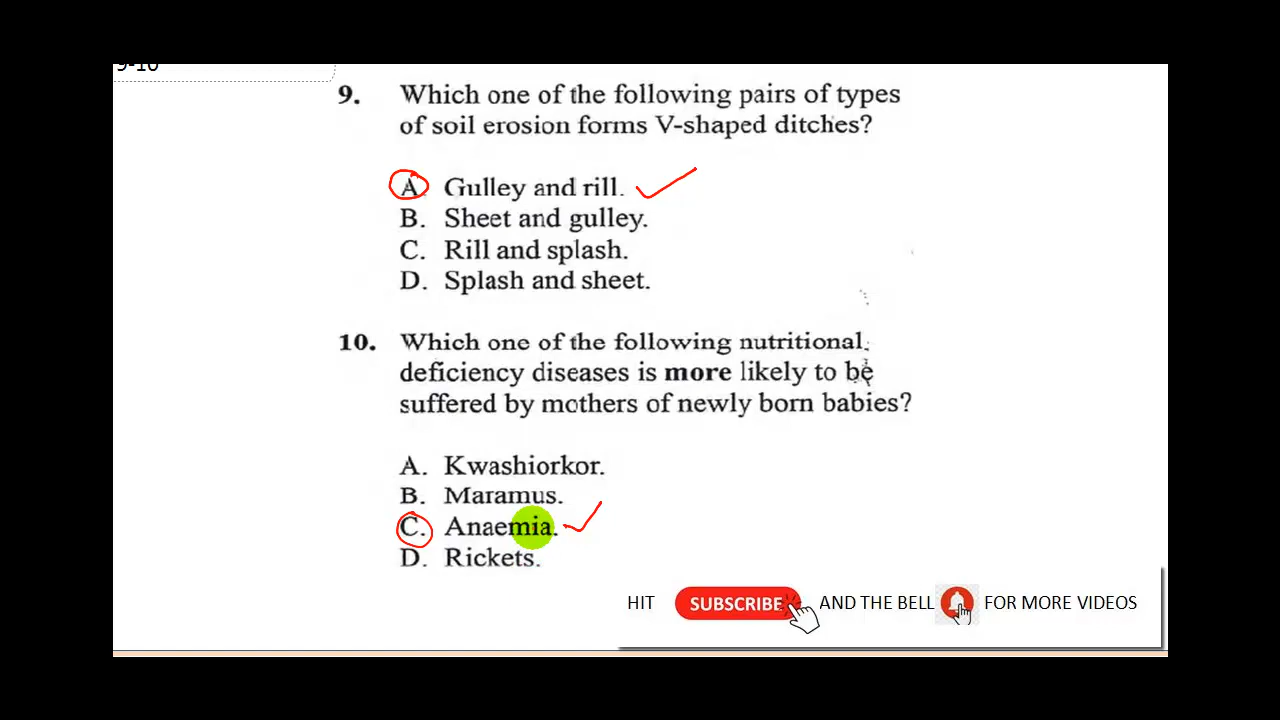 9-10
9. Which one of the following pairs of types
of soil erosion forms V-shaped ditches?
A. Gulley and rill.
B. Sheet and gulley.
C. Rill and splash.
D. Splash and sheet.
10. Which one of the following nutritional
deficiency diseases is more likely to be
suffered by mothers of newly born babies?
A. Kwashiorkor.
B. Maramus.
C. Anaemia.
D. Rickets.
HIT SUBSCRIBE AND THE BELL FOR MORE VIDEOS